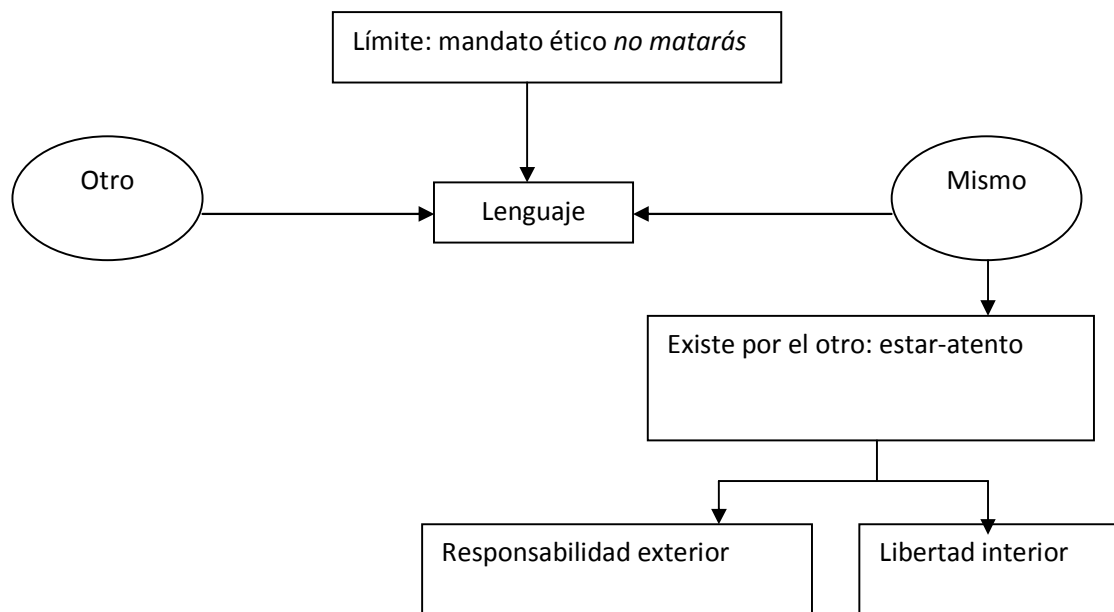 Límite: mandato ético no matarás
Otro
Mismo
Lenguaje
Existe por el otro: estar-atento
Responsabilidad exterior
Libertad interior